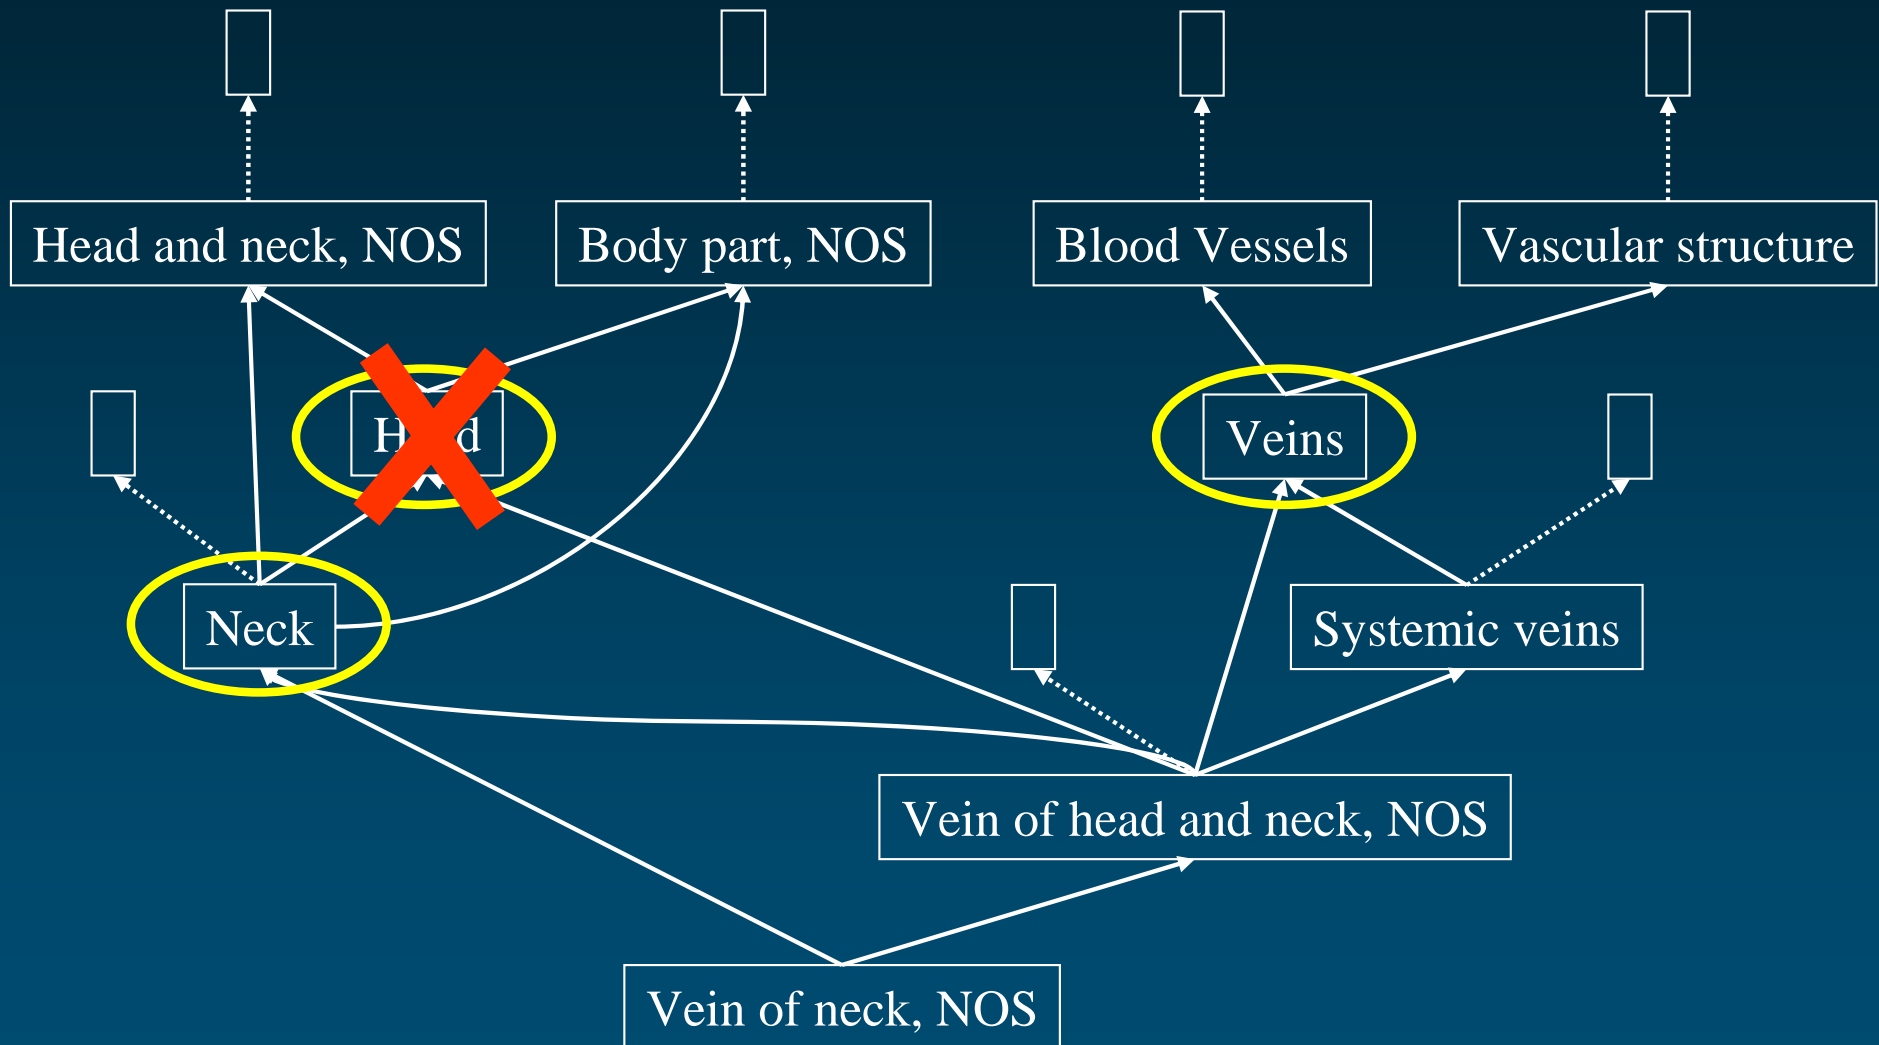 Head and neck, NOS
Body part, NOS
Blood Vessels
Vascular structure
Veins
Neck
Systemic veins
Vein of head and neck, NOS
Vein of neck, NOS